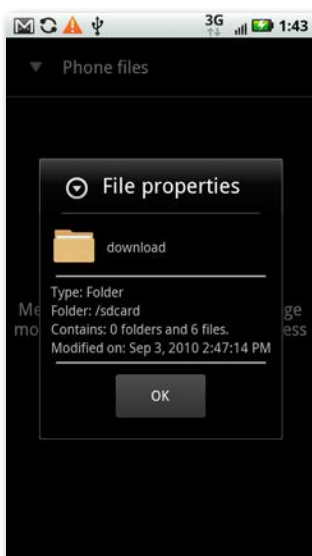 3G 1:43
Phone files
File properties
download
Type: Folder
Folder: /sdcard
Contains: 0 folders and 6 files.
Modified on: Sep 3, 2010 2:47:14 PM
OK